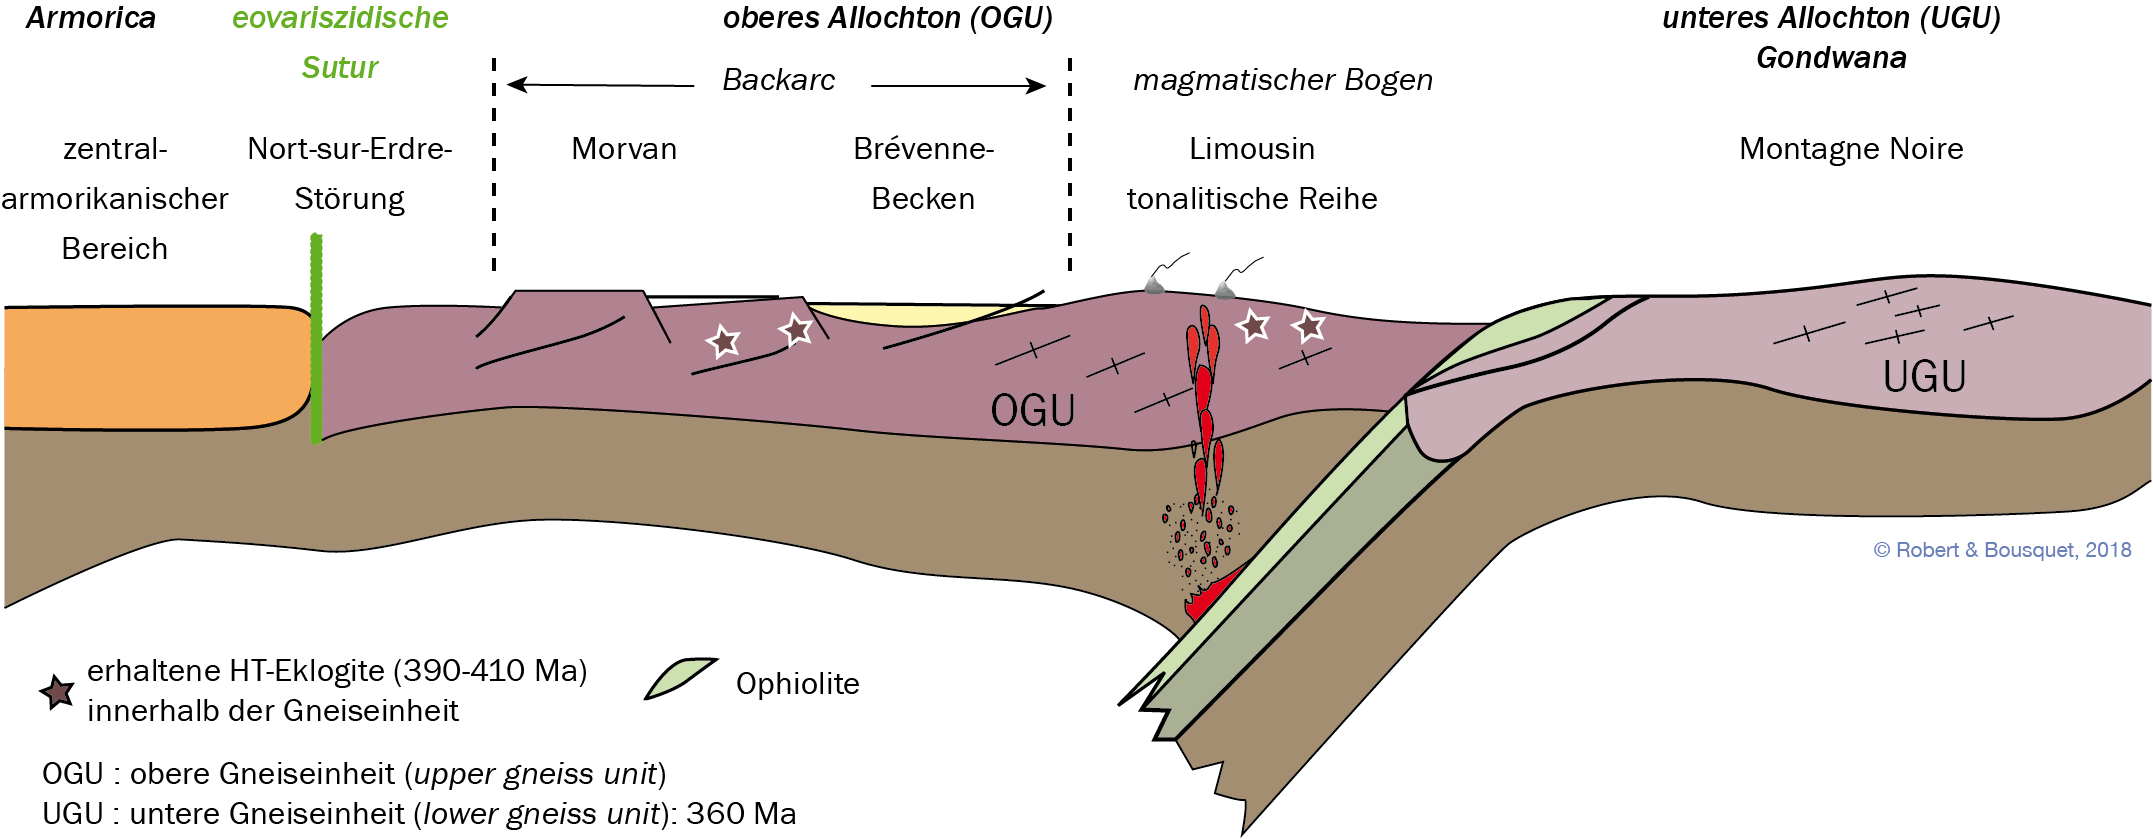 Armorica
eovariszidische
Sutur
oberes Allochton (OGU)
unteres Allochton (UGU)
Gondwana
Backarc
magmatischer Bogen
zentral-
armorikanischer
Bereich
Nort-sur-Erdre-
Störung
Morvan
Brévenne-
Becken
Limousin
tonalitische Reihe
Montagne Noire
OGU
UGU
© Robert & Bousquet, 2018
erhaltene HT-Eklogite (390-410 Ma)
innerhalb der Gneiseinheit
Ophiolite
OGU : obere Gneiseinheit (upper gneiss unit)
UGU : untere Gneiseinheit (lower gneiss unit): 360 Ma